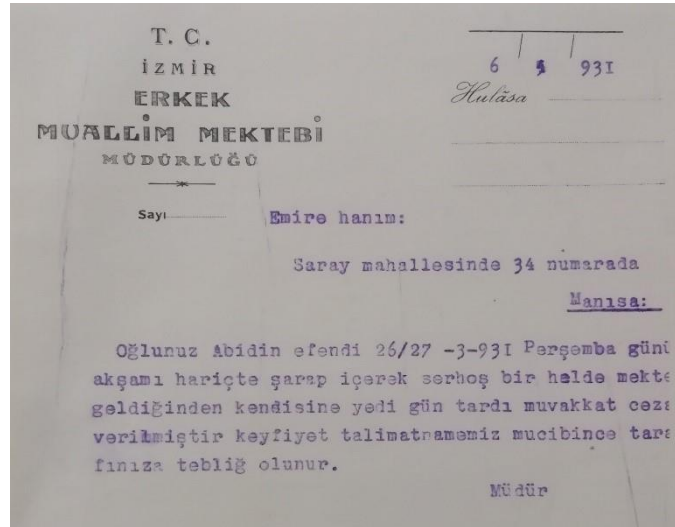 T. C.
İZMİR
ERKEK
MUALLİM MEKTEBİ
MÜDÜRLÜĞÜ
Sayı
6 / / 931
Hulâsa
Emire hanım:
Saray mahallesinde 34 numarada
Manısa:
Oğlunuz Abidin efendi 26/27 -3-931 Perşemba günü
akşamı hariçte şarap içerek serhoş bir halde mekte
geldiğinden kendisine yedi gün tardı muvakkat ceza
verilmiştir keyfiyet talimatnamemiz mucibince tara
fınıza tebliğ olunur.
Müdür